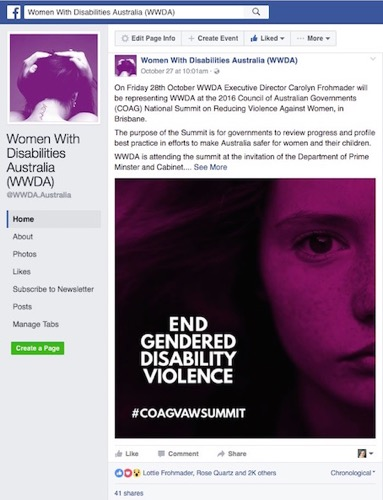 Women With Disabilities Australia (WWDA)
Edit Page Info
Create Event
Liked
More
Women With Disabilities Australia (WWDA)
@WWDA.Australia
Home
About
Photos
Likes
Subscribe to Newsletter
Posts
Manage Tabs
Create a Page
Women With Disabilities Australia (WWDA)
October 27 at 10:01am ·
On Friday 28th October WWDA Executive Director Carolyn Frohmader will
be representing WWDA at the 2016 Council of Australian Governments
(COAG) National Summit on Reducing Violence Against Women, in
Brisbane.
The purpose of the Summit is for governments to review progress and profile
best practice in efforts to make Australia safer for women and their children.
WWDA is attending the summit at the invitation of the Department of Prime
Minster and Cabinet.... See More
END
GENDERED
DISABILITY
VIOLENCE
#COAGVAWSUMMIT
Like
Comment
Share
Lottie Frohmader, Rose Quartz and 2K others
Chronological
41 shares